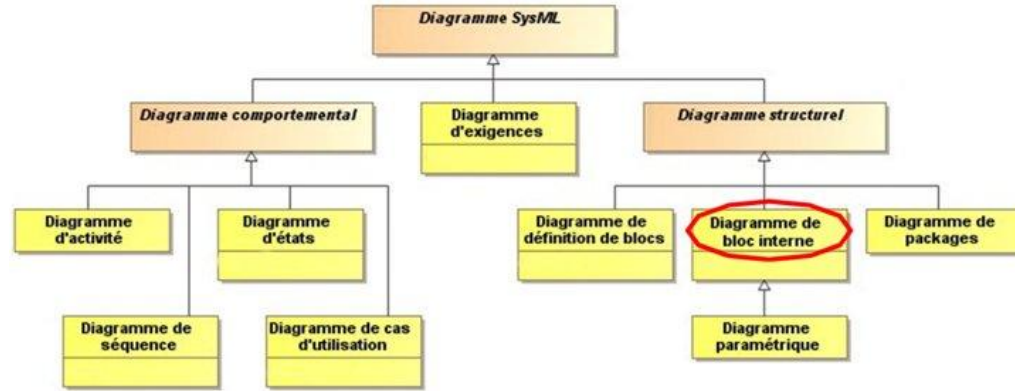 Diagramme SysML
Diagramme comportemental
Diagramme
d'exigences
Diagramme structurel
Diagramme
d'activité
Diagramme
d'états
Diagramme de
définition de blocs
Diagramme de
bloc interne
Diagramme de
packages
Diagramme de
séquence
Diagramme de cas
d'utilisation
Diagramme
paramétrique